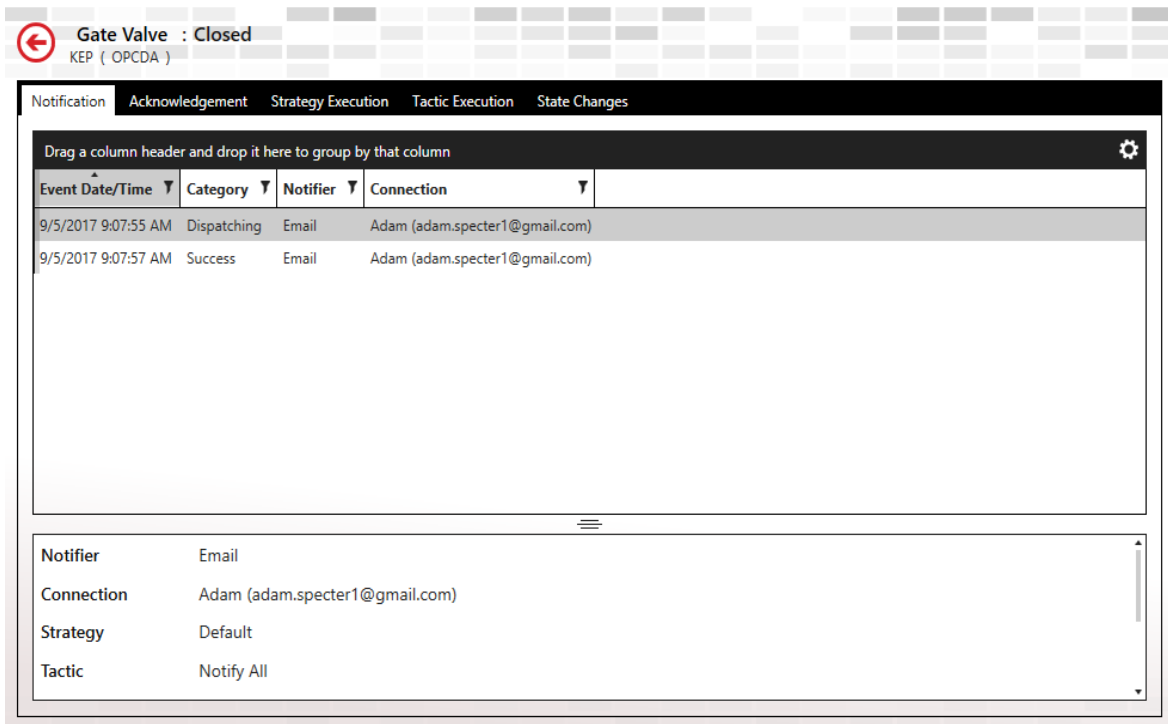 Gate Valve : Closed
KEP ( OPCDA )
Notification Acknowledgement Strategy Execution Tactic Execution State Changes
Drag a column header and drop it here to group by that column
Event Date/Time Category Notifier Connection
9/5/2017 9:07:55 AM Dispatching Email Adam (adam.specter1@gmail.com)
9/5/2017 9:07:57 AM Success Email Adam (adam.specter1@gmail.com)
Notifier Email
Connection Adam (adam.specter1@gmail.com)
Strategy Default
Tactic Notify All